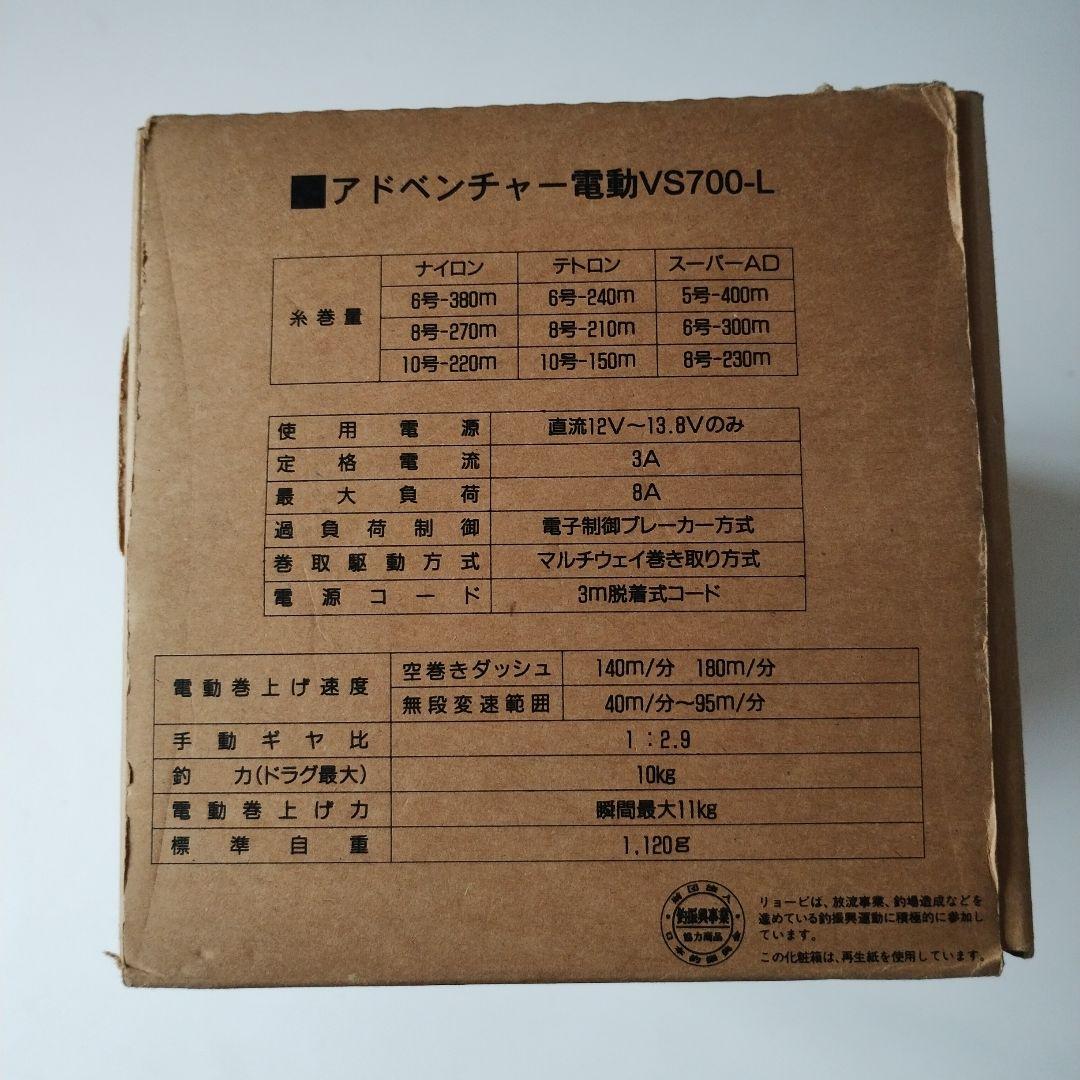 ■アドベンチャー電動VS700-L
糸巻量 ナイロン テトロン スーパーAD
6号-380m 6号-240m 5号-400m
8号-270m 8号-210m 6号-300m
10号-220m 10号-150m 8号-230m
使用電源 直流12V〜13.8Vのみ
定格電流 3A
最大負荷 8A
過負荷制御 電子制御ブレーカー方式
巻取駆動方式 マルチウェイ巻き取り方式
電源コード 3m脱着式コード
電動巻上げ速度 空巻きダッシュ 140m/分 180m/分
無段変速範囲 40m/分〜95m/分
手動ギヤ比 1:2.9
釣力(ドラグ最大) 10kg
電動巻上げ力 瞬間最大11kg
標準自重 1,120g
釣振興事業
協力商品
リョービは、放流事業、釣場造成などを
進めている釣振興運動に積極的に参加し
ています。
この化粧箱は、再生紙を使用しています。